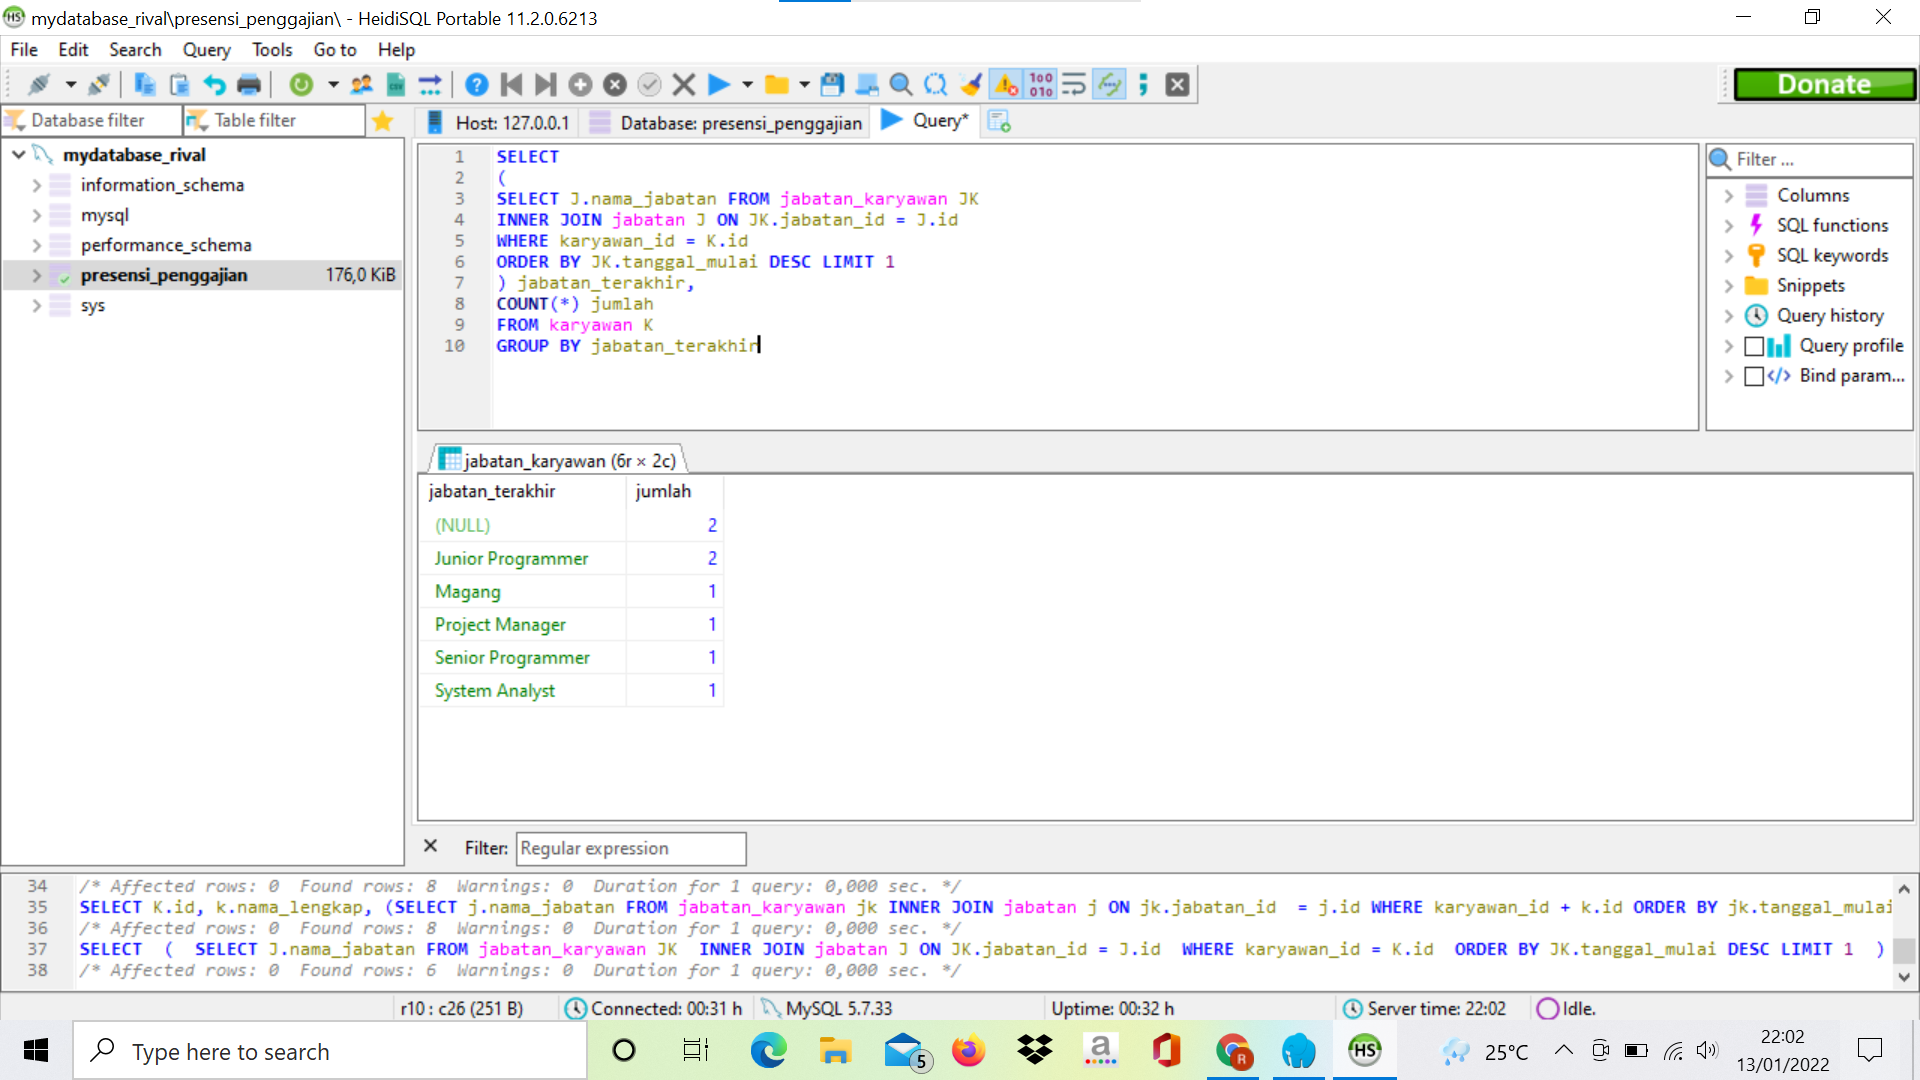 mydatabase_rival\presensi_penggajian\ - HeidiSQL Portable 11.2.0.6213
File Edit Search Query Tools Go to Help
Donate
Database filter Table filter
Host: 127.0.0.1 Database: presensi_penggajian Query*
mydatabase_rival
information_schema
mysql
performance_schema
presensi_penggajian 176,0 KiB
sys
1 SELECT
2 (
3 SELECT J.nama_jabatan FROM jabatan_karyawan JK
4 INNER JOIN jabatan J ON JK.jabatan_id = J.id
5 WHERE karyawan_id = K.id
6 ORDER BY JK.tanggal_mulai DESC LIMIT 1
7 ) jabatan_terakhir,
8 COUNT(*) jumlah
9 FROM karyawan K
10 GROUP BY jabatan_terakhir
Filter ...
Columns
SQL functions
SQL keywords
Snippets
Query history
Query profile
Bind param...
jabatan_karyawan (6r × 2c)
jabatan_terakhir jumlah
(NULL) 2
Junior Programmer 2
Magang 1
Project Manager 1
Senior Programmer 1
System Analyst 1
Filter: Regular expression
34 /* Affected rows: 0 Found rows: 8 Warnings: 0 Duration for 1 query: 0,000 sec. */
35 SELECT K.id, k.nama_lengkap, (SELECT j.nama_jabatan FROM jabatan_karyawan jk INNER JOIN jabatan j ON jk.jabatan_id = j.id WHERE karyawan_id + k.id ORDER BY jk.tanggal_mulai
36 /* Affected rows: 0 Found rows: 8 Warnings: 0 Duration for 1 query: 0,000 sec. */
37 SELECT ( SELECT J.nama_jabatan FROM jabatan_karyawan JK INNER JOIN jabatan J ON JK.jabatan_id = J.id WHERE karyawan_id = K.id ORDER BY JK.tanggal_mulai DESC LIMIT 1 )
38 /* Affected rows: 0 Found rows: 6 Warnings: 0 Duration for 1 query: 0,000 sec. */
r10 : c26 (251 B) Connected: 00:31 h MySQL 5.7.33 Uptime: 00:32 h Server time: 22:02 Idle.
Type here to search
5
a
R
HS
25°C
22:02
13/01/2022